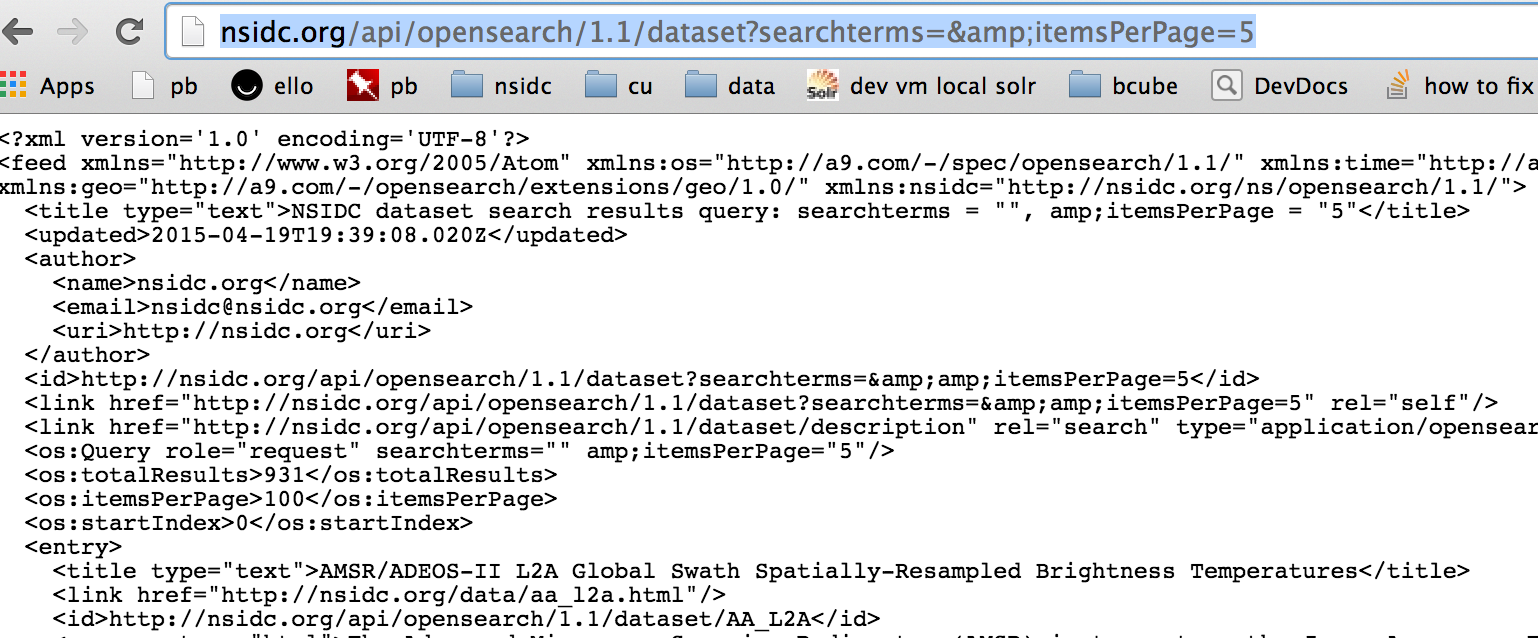 nsidc.org/api/opensearch/1.1/dataset?searchterms=&amp;itemsPerPage=5
Apps pb ello pb nsidc cu data Solr dev vm local solr bcube DevDocs how to fix
<?xml version='1.0' encoding='UTF-8'?>
<feed xmlns="http://www.w3.org/2005/Atom" xmlns:os="http://a9.com/-/spec/opensearch/1.1/" xmlns:time="http://a
xmlns:geo="http://a9.com/-/opensearch/extensions/geo/1.0/" xmlns:nsidc="http://nsidc.org/ns/opensearch/1.1/">
<title type="text">NSIDC dataset search results query: searchterms = "", amp;itemsPerPage = "5"</title>
<updated>2015-04-19T19:39:08.020Z</updated>
<author>
<name>nsidc.org</name>
<email>nsidc@nsidc.org</email>
<uri>http://nsidc.org</uri>
</author>
<id>http://nsidc.org/api/opensearch/1.1/dataset?searchterms=&amp;amp;itemsPerPage=5</id>
<link href="http://nsidc.org/api/opensearch/1.1/dataset?searchterms=&amp;amp;itemsPerPage=5" rel="self"/>
<link href="http://nsidc.org/api/opensearch/1.1/dataset/description" rel="search" type="application/opensear
<os:Query role="request" searchterms="" amp;itemsPerPage="5"/>
<os:totalResults>931</os:totalResults>
<os:itemsPerPage>100</os:itemsPerPage>
<os:startIndex>0</os:startIndex>
<entry>
<title type="text">AMSR/ADEOS-II L2A Global Swath Spatially-Resampled Brightness Temperatures</title>
<link href="http://nsidc.org/data/aa_l2a.html"/>
<id>http://nsidc.org/api/opensearch/1.1/dataset/AA_L2A</id>